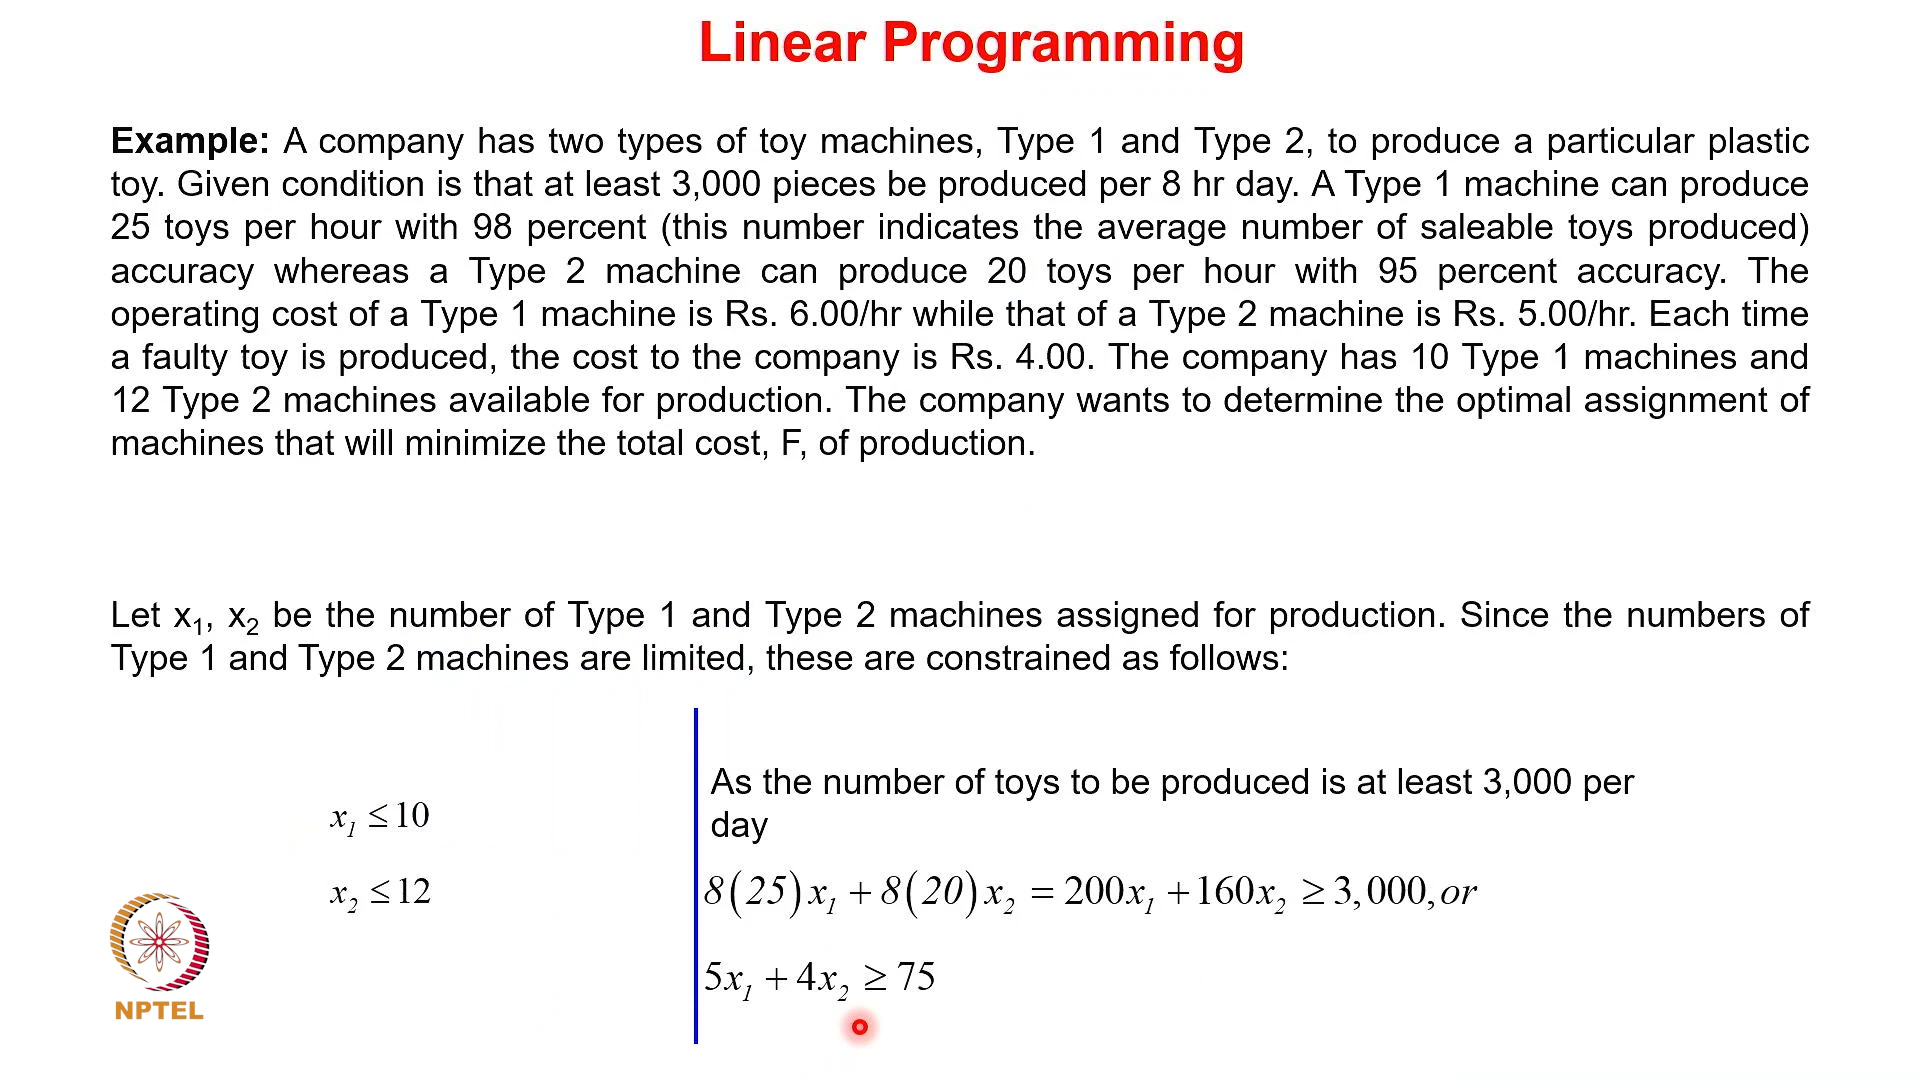 Linear Programming
Example: A company has two types of toy machines, Type 1 and Type 2, to produce a particular plastic
toy. Given condition is that at least 3,000 pieces be produced per 8 hr day. A Type 1 machine can produce
25 toys per hour with 98 percent (this number indicates the average number of saleable toys produced)
accuracy whereas a Type 2 machine can produce 20 toys per hour with 95 percent accuracy. The
operating cost of a Type 1 machine is Rs. 6.00/hr while that of a Type 2 machine is Rs. 5.00/hr. Each time
a faulty toy is produced, the cost to the company is Rs. 4.00. The company has 10 Type 1 machines and
12 Type 2 machines available for production. The company wants to determine the optimal assignment of
machines that will minimize the total cost, F, of production.
Let x₁, x₂ be the number of Type 1 and Type 2 machines assigned for production. Since the numbers of
Type 1 and Type 2 machines are limited, these are constrained as follows:
x₁ ≤ 10
x₂ ≤ 12
As the number of toys to be produced is at least 3,000 per
day
8(25)x₁ + 8(20)x₂ = 200x₁ + 160x₂ ≥ 3,000, or
5x₁ + 4x₂ ≥ 75
NPTEL